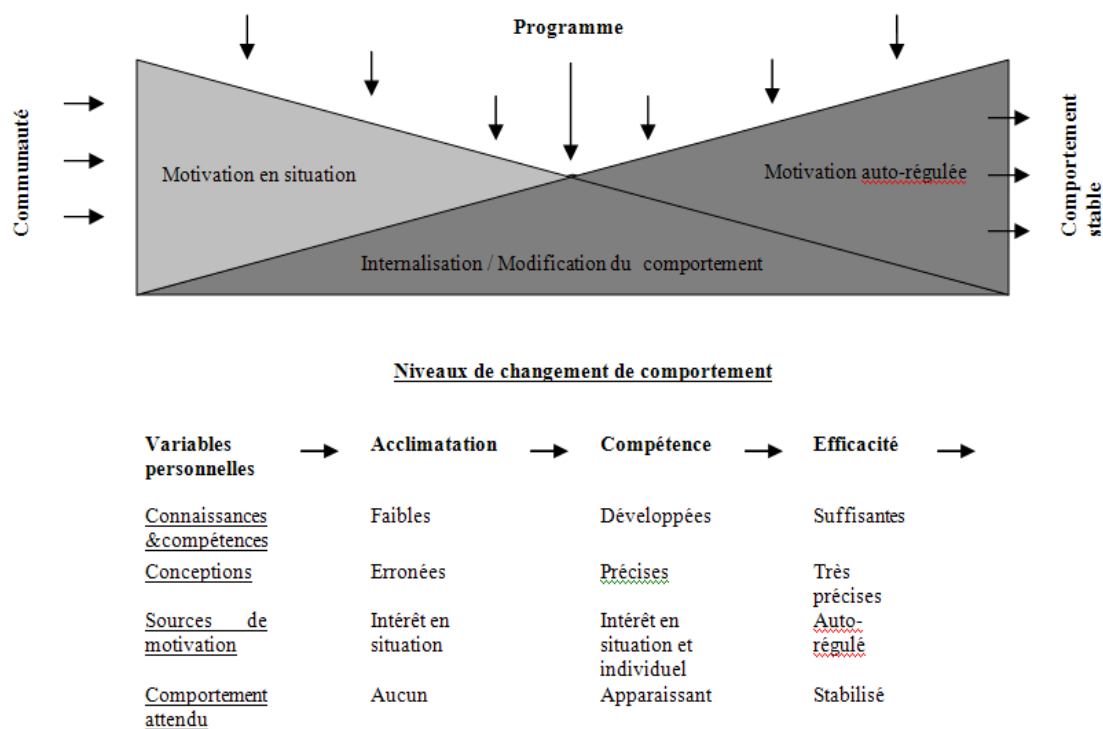 Programme
Communauté
Motivation en situation
Motivation auto-régulée
Comportement
stable
Internalisation / Modification du comportement
Niveaux de changement de comportement
Variables
personnelles
Acclimatation
Compétence
Efficacité
Connaissances
&compétences
Faibles
Développées
Suffisantes
Conceptions
Erronées
Précises
Très
précises
Sources de
motivation
Intérêt en
situation
Intérêt en
situation et
individuel
Auto-
régulé
Comportement
attendu
Aucun
Apparaissant
Stabilisé